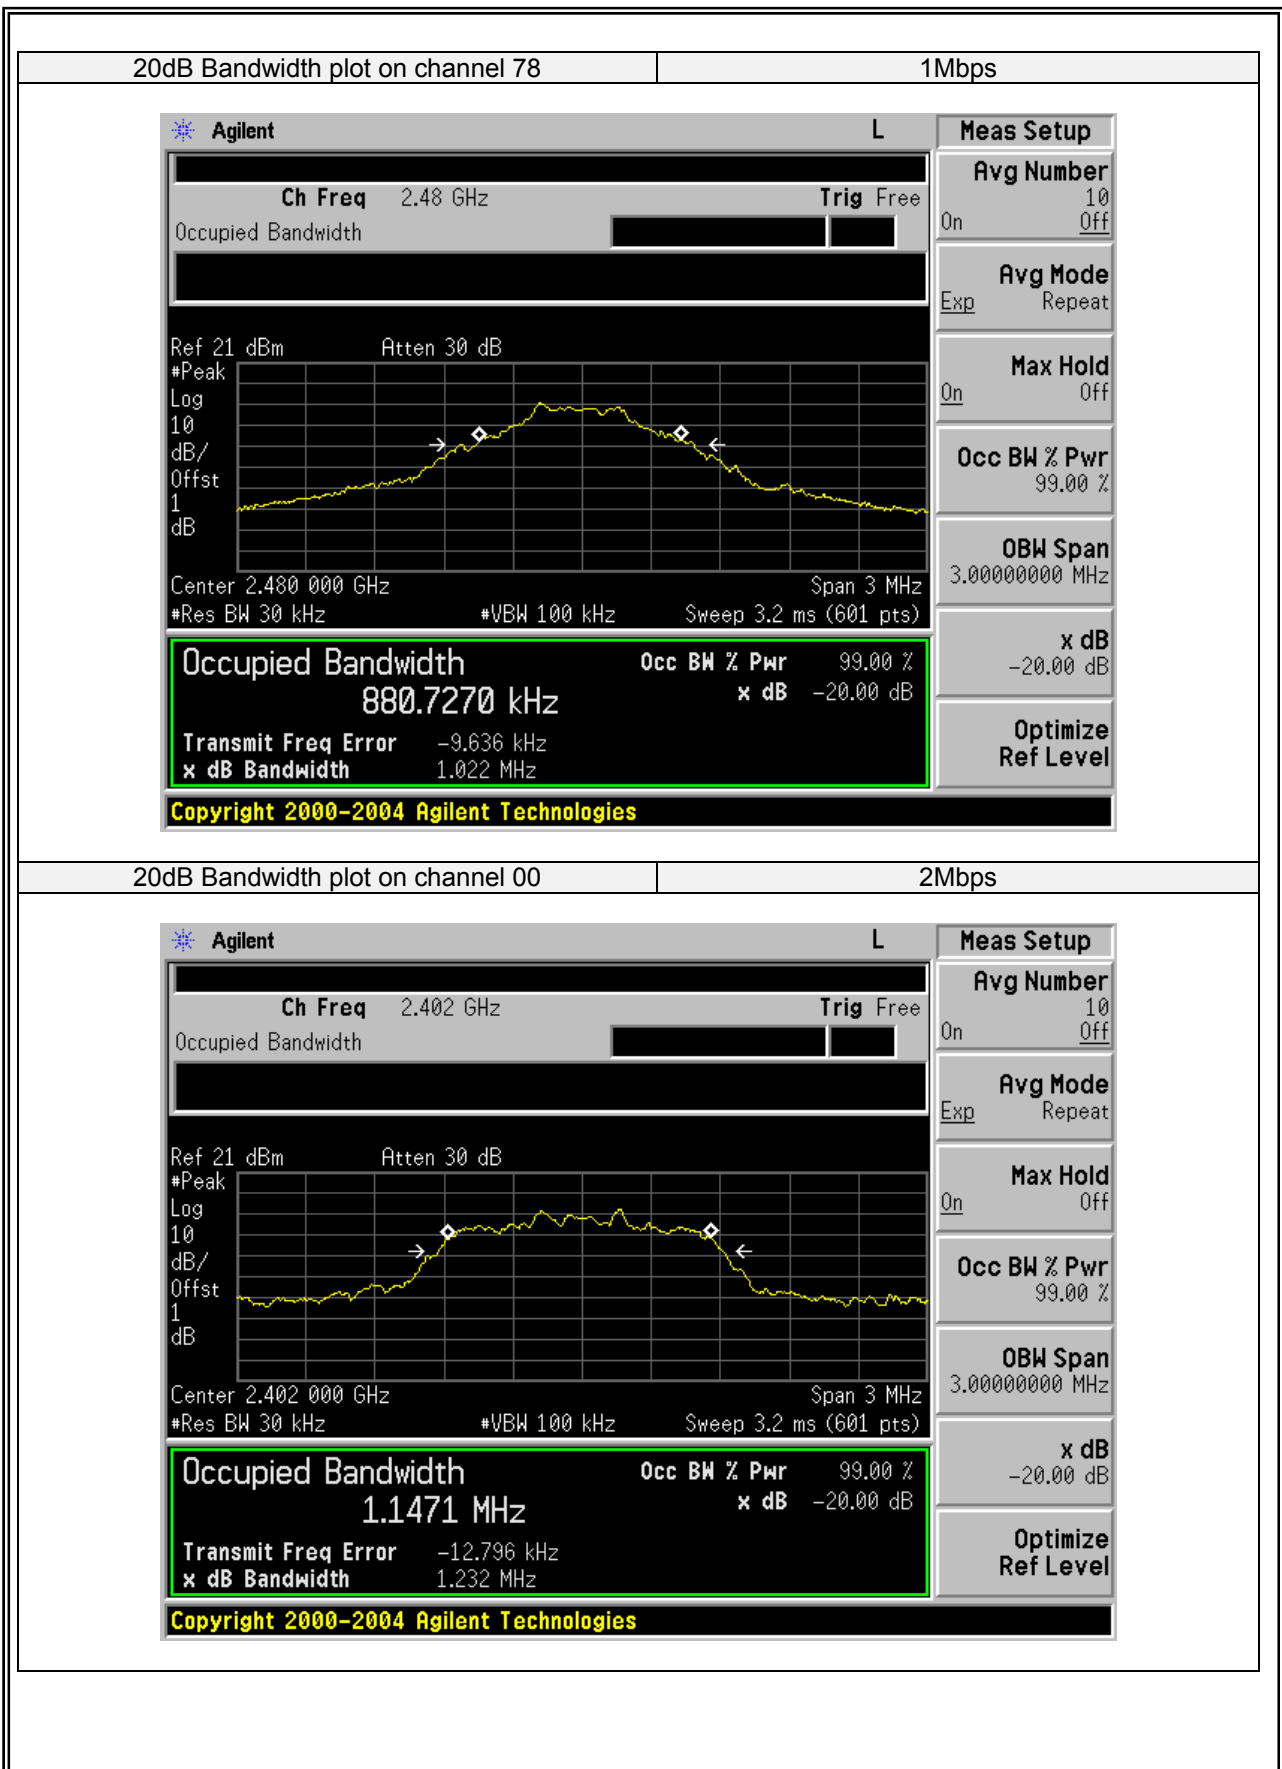 20dB Bandwidth plot on channel 78 1Mbps
Agilent L Meas Setup
Ch Freq 2.48 GHz Trig Free
Occupied Bandwidth
Avg Number
10
On Off
Avg Mode
Exp Repeat
Max Hold
On Off
Occ BW % Pwr
99.00 %
OBW Span
3.00000000 MHz
x dB
-20.00 dB
Optimize
Ref Level
Ref 21 dBm Atten 30 dB
#Peak
Log
10
dB/
Offst
1
dB
Center 2.480 000 GHz Span 3 MHz
#Res BW 30 kHz #VBW 100 kHz Sweep 3.2 ms (601 pts)
Occupied Bandwidth Occ BW % Pwr 99.00 %
880.7270 kHz x dB -20.00 dB
Transmit Freq Error -9.636 kHz
x dB Bandwidth 1.022 MHz
Copyright 2000-2004 Agilent Technologies
20dB Bandwidth plot on channel 00 2Mbps
Agilent L Meas Setup
Ch Freq 2.402 GHz Trig Free
Occupied Bandwidth
Avg Number
10
On Off
Avg Mode
Exp Repeat
Max Hold
On Off
Occ BW % Pwr
99.00 %
OBW Span
3.00000000 MHz
x dB
-20.00 dB
Optimize
Ref Level
Ref 21 dBm Atten 30 dB
#Peak
Log
10
dB/
Offst
1
dB
Center 2.402 000 GHz Span 3 MHz
#Res BW 30 kHz #VBW 100 kHz Sweep 3.2 ms (601 pts)
Occupied Bandwidth Occ BW % Pwr 99.00 %
1.1471 MHz x dB -20.00 dB
Transmit Freq Error -12.796 kHz
x dB Bandwidth 1.232 MHz
Copyright 2000-2004 Agilent Technologies